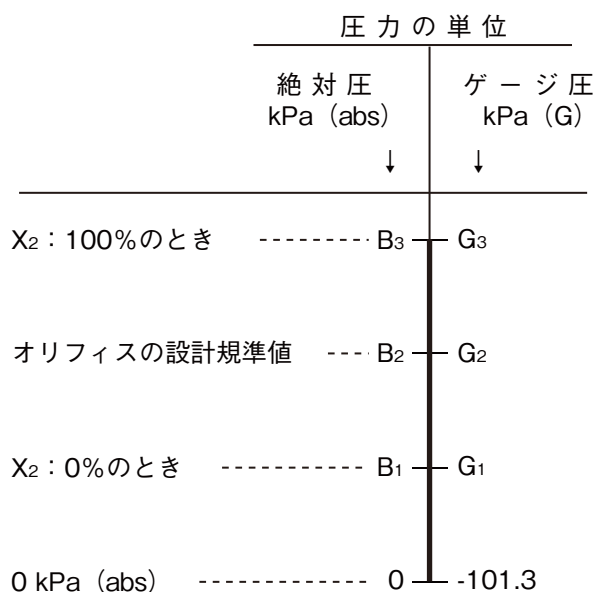 圧力の単位
絶対圧 ゲージ圧
kPa（abs） kPa（G）
↓ ↓
X₂：100%のとき B₃ G₃
オリフィスの設計規準値 B₂ G₂
X₂：0%のとき B₁ G₁
0 kPa（abs） 0 -101.3